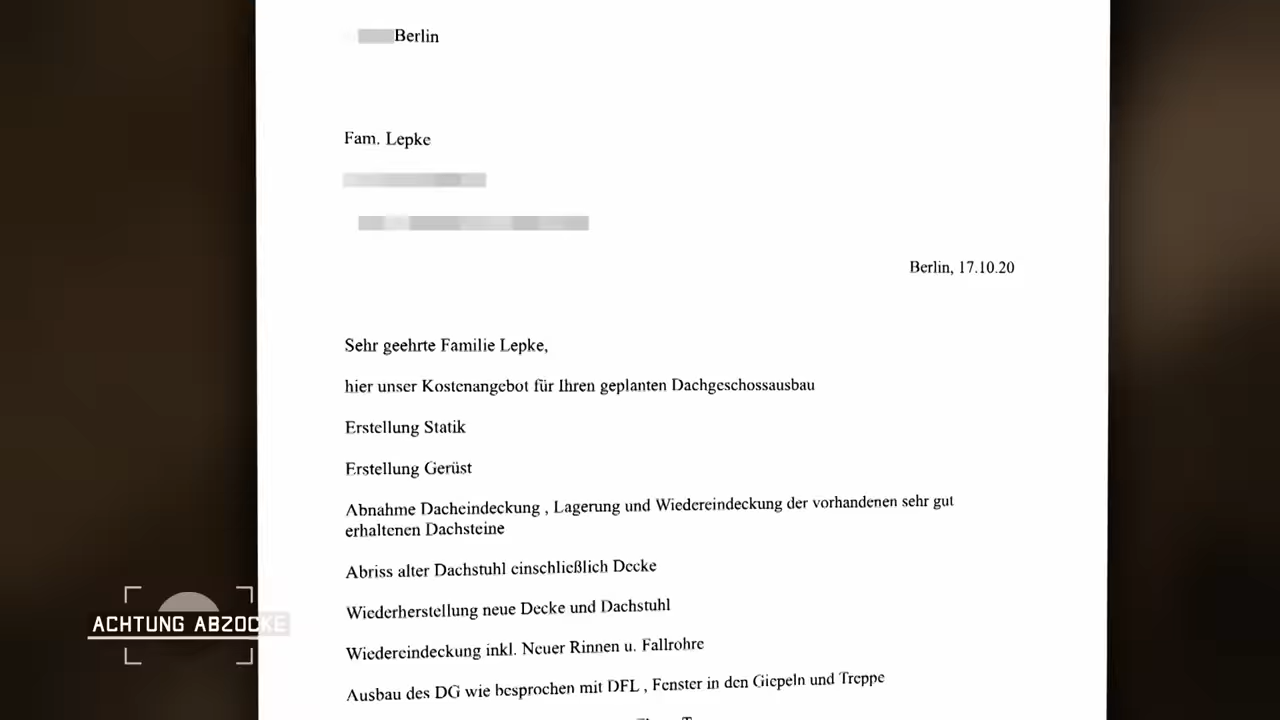 Berlin
Fam. Lepke
Berlin, 17.10.20
Sehr geehrte Familie Lepke,
hier unser Kostenangebot für Ihren geplanten Dachgeschossausbau
Erstellung Statik
Erstellung Gerüst
Abnahme Dacheindeckung , Lagerung und Wiedereindeckung der vorhandenen sehr gut
erhaltenen Dachsteine
Abriss alter Dachstuhl einschließlich Decke
Wiederherstellung neue Decke und Dachstuhl
Wiedereindeckung inkl. Neuer Rinnen u. Fallrohre
Ausbau des DG wie besprochen mit DFL , Fenster in den Giepeln und Treppe
ACHTUNG ABZOCKE